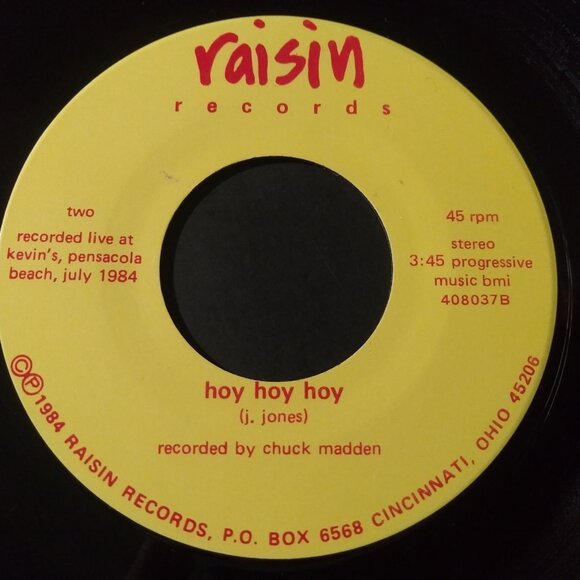 raisin
records
two
recorded live at
kevin's, pensacola
beach, july 1984
45 rpm
stereo
3:45 progressive
music bmi
408037B
hoy hoy hoy
(j. jones)
recorded by chuck madden
©℗1984 RAISIN RECORDS, P.O. BOX 6568 CINCINNATI, OHIO 45206